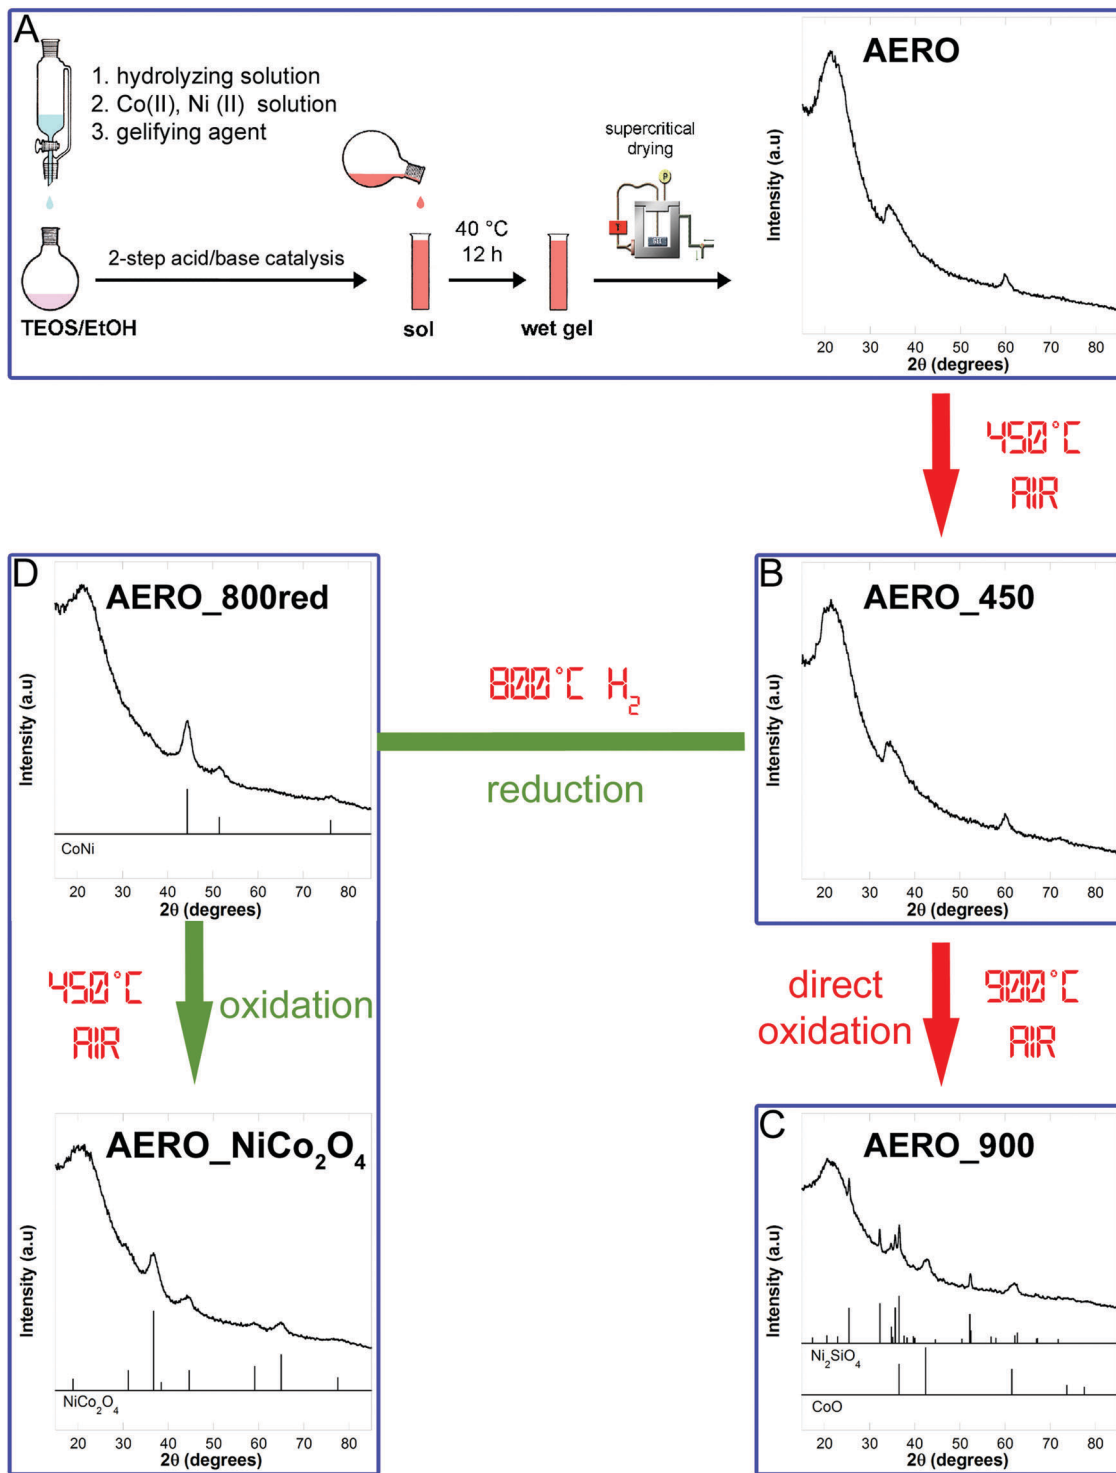 A
1. hydrolyzing solution
2. Co(II), Ni (II) solution
3. gelifying agent
TEOS/EtOH
2-step acid/base catalysis
sol
40 °C
12 h
wet gel
supercritical
drying
P
T
AERO
Intensity (a.u)
20 30 40 50 60 70 80
2θ (degrees)
450°C
AIR
D
AERO_800red
Intensity (a.u)
CoNi
20 30 40 50 60 70 80
2θ (degrees)
800°C H₂
reduction
B
AERO_450
Intensity (a.u)
20 30 40 50 60 70 80
2θ (degrees)
450°C
AIR
oxidation
direct
oxidation
900°C
AIR
AERO_NiCo₂O₄
Intensity (a.u)
NiCo₂O₄
20 30 40 50 60 70 80
2θ (degrees)
C
AERO_900
Intensity (a.u)
Ni₂SiO₄
CoO
20 30 40 50 60 70 80
2θ (degrees)